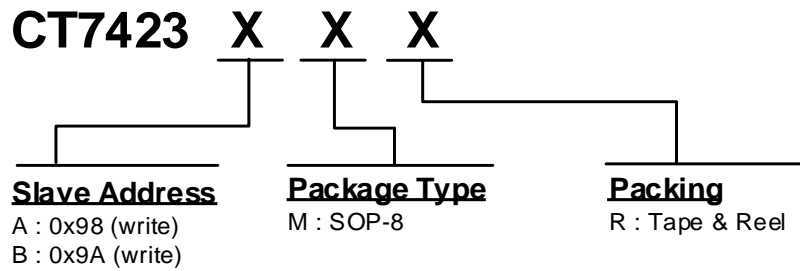 CT7423 X X X
Slave Address
A : 0x98 (write)
B : 0x9A (write)
Package Type
M : SOP-8
Packing
R : Tape & Reel